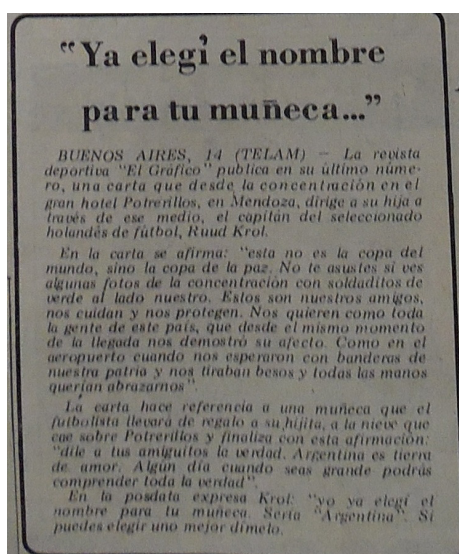 “Ya elegí el nombre
para tu muñeca...”
BUENOS AIRES, 14 (TELAM) — La revista
deportiva "El Gráfico" publica en su último núme-
ro, una carta que desde la concentración en el
gran hotel Potrerillos, en Mendoza, dirige a su hija a
través de ese medio, el capitán del seleccionado
holandés de fútbol, Ruud Krol.
En la carta se afirma: "esta no es la copa del
mundo, sino la copa de la paz. No te asustes si ves
algunas fotos de la concentración con soldaditos de
verde al lado nuestro. Estos son nuestros amigos,
nos cuidan y nos protegen. Nos quieren como toda
la gente de este país, que desde el mismo momento
de la llegada nos demostró su afecto. Como en el
aeropuerto cuando nos esperaron con banderas de
nuestra patria y nos tiraban besos y todas las manos
querían abrazarnos".
La carta hace referencia a una muñeca que el
futbolista llevará de regalo a su hijita, a la nieve que
cae sobre Potrerillos y finaliza con esta afirmación:
"dile a tus amiguitos la verdad. Argentina es tierra
de amor. Algún día cuando seas grande podrás
comprender toda la verdad".
En la posdata expresa Krol: "yo ya elegí el
nombre para tu muñeca. Sería "Argentina". Si
puedes elegir uno mejor dímelo.